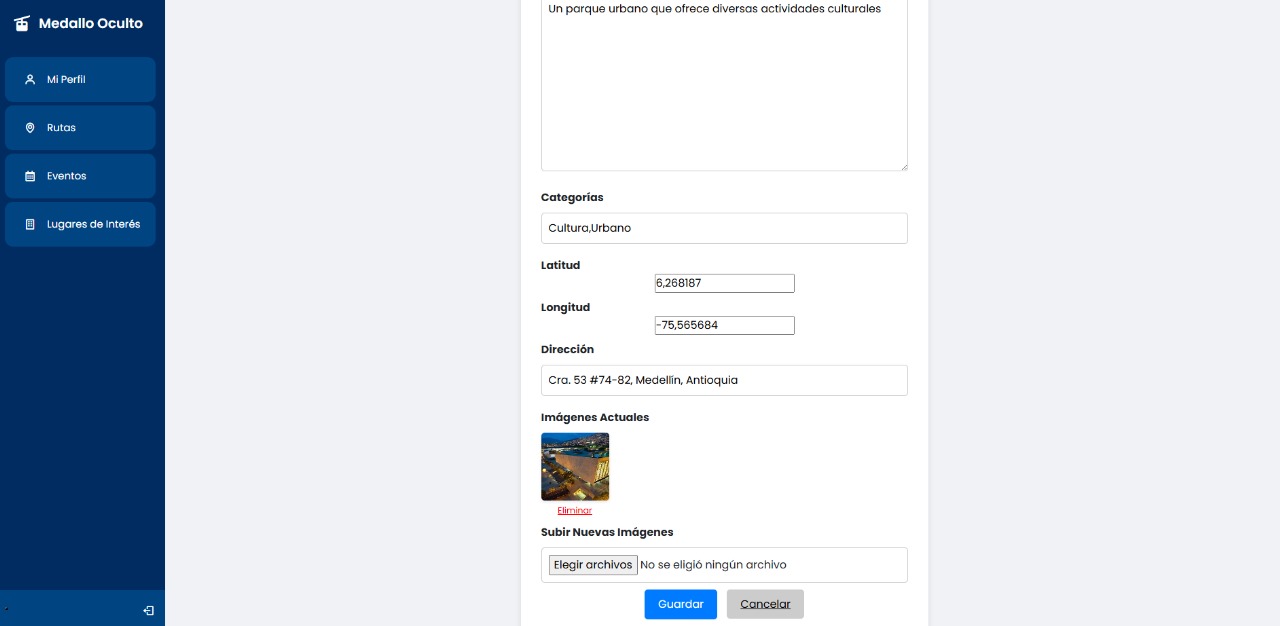 Medallo Oculto
Mi Perfil
Rutas
Eventos
Lugares de Interés
Un parque urbano que ofrece diversas actividades culturales
Categorías
Cultura,Urbano
Latitud
6,268187
Longitud
-75,565684
Dirección
Cra. 53 #74-82, Medellín, Antioquia
Imágenes Actuales
Eliminar
Subir Nuevas Imágenes
Elegir archivos No se eligió ningún archivo
Guardar Cancelar